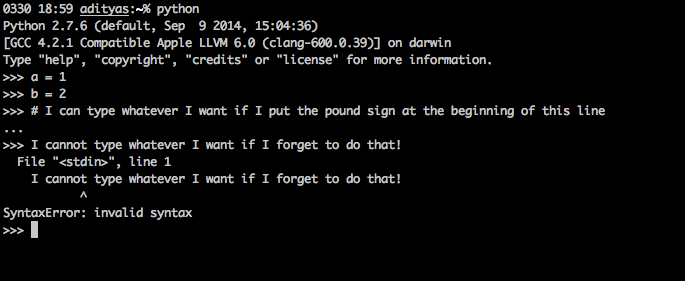 0330 18:59 adityas:~% python
Python 2.7.6 (default, Sep  9 2014, 15:04:36)
[GCC 4.2.1 Compatible Apple LLVM 6.0 (clang-600.0.39)] on darwin
Type "help", "copyright", "credits" or "license" for more information.
>>> a = 1
>>> b = 2
>>> # I can type whatever I want if I put the pound sign at the beginning of this line
...
>>> I cannot type whatever I want if I forget to do that!
  File "<stdin>", line 1
    I cannot type whatever I want if I forget to do that!
           ^
SyntaxError: invalid syntax
>>>